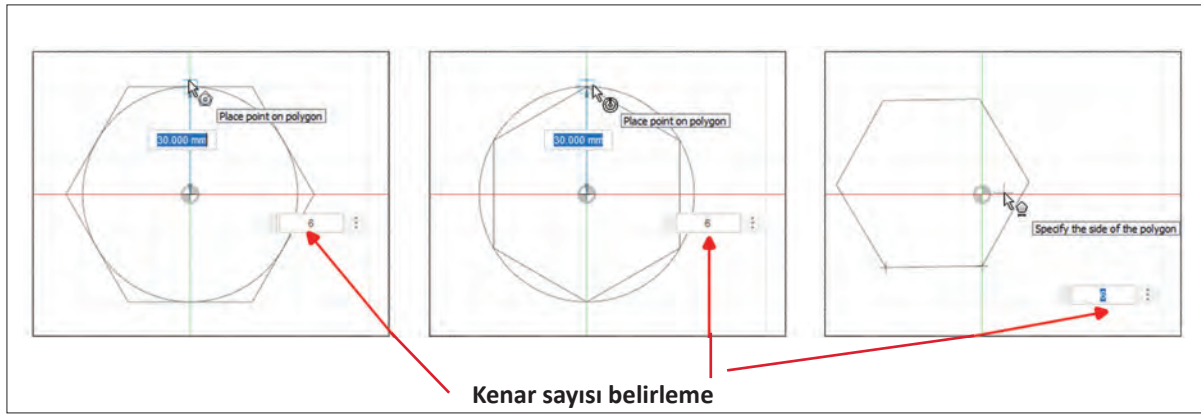 Place point on polygon
30.000 mm
6
Place point on polygon
30.000 mm
6
Specify the side of the polygon
Kenar sayısı belirleme